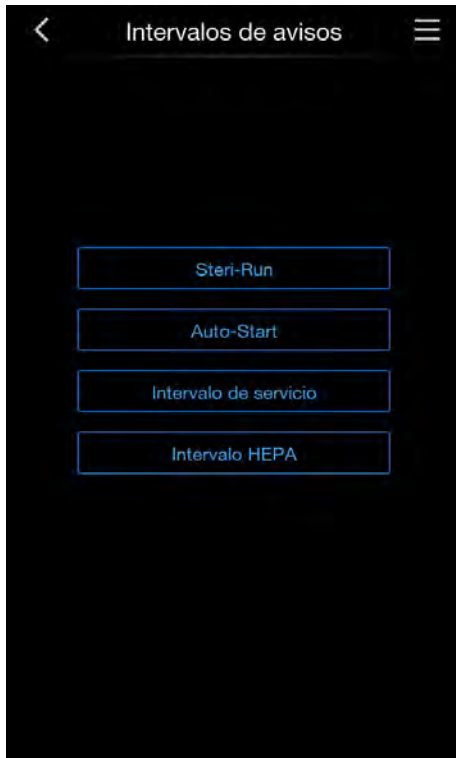 Intervalos de avisos
Steri-Run
Auto-Start
Intervalo de servicio
Intervalo HEPA